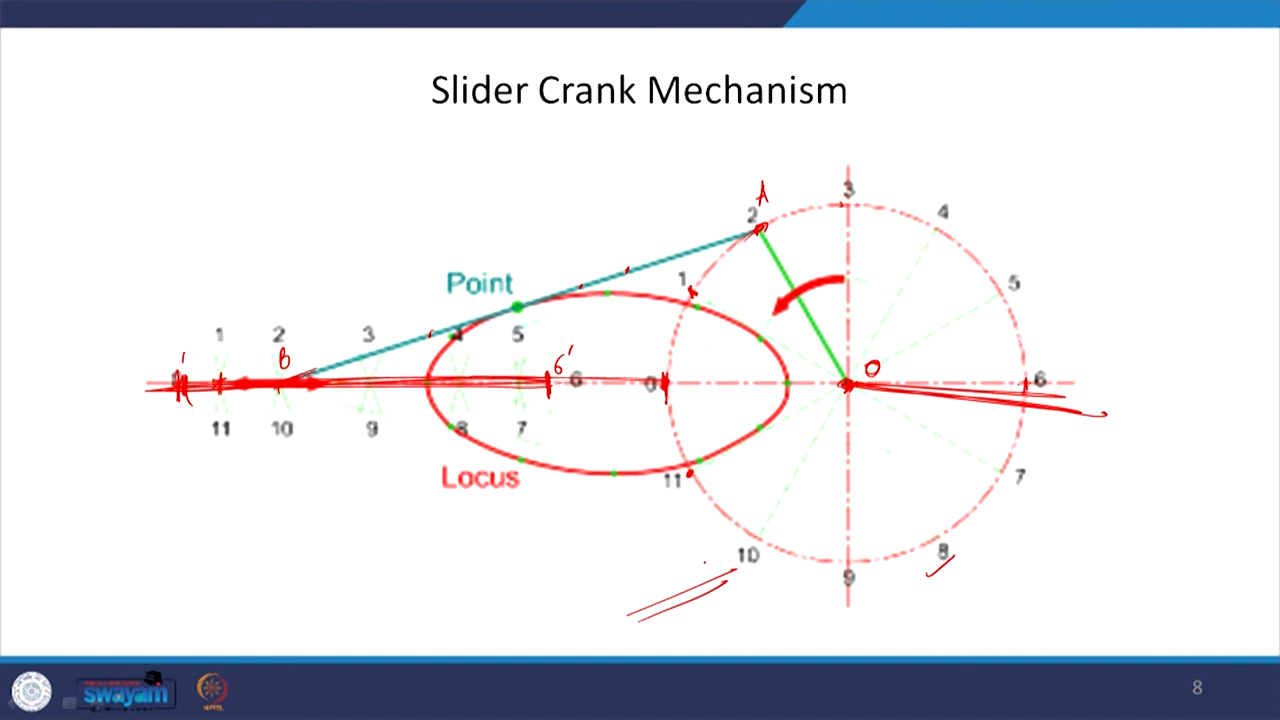 Slider Crank Mechanism
A
3
2
4
Point
1
5
1 2 3 4 5
B
6'
O
6 0 6
11 10 9 8 7
Locus
11
7
10
8
9
swayam
8